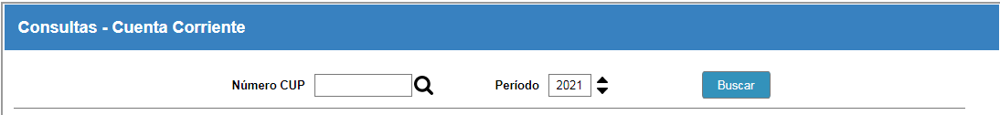 Consultas - Cuenta Corriente
Número CUP Período 2021 Buscar